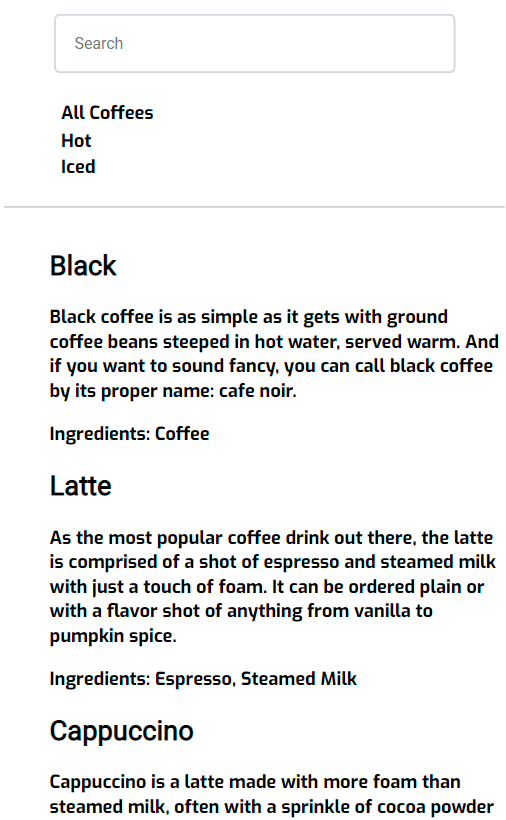 Search
All Coffees
Hot
Iced
Black
Black coffee is as simple as it gets with ground
coffee beans steeped in hot water, served warm. And
if you want to sound fancy, you can call black coffee
by its proper name: cafe noir.
Ingredients: Coffee
Latte
As the most popular coffee drink out there, the latte
is comprised of a shot of espresso and steamed milk
with just a touch of foam. It can be ordered plain or
with a flavor shot of anything from vanilla to
pumpkin spice.
Ingredients: Espresso, Steamed Milk
Cappuccino
Cappuccino is a latte made with more foam than
steamed milk, often with a sprinkle of cocoa powder